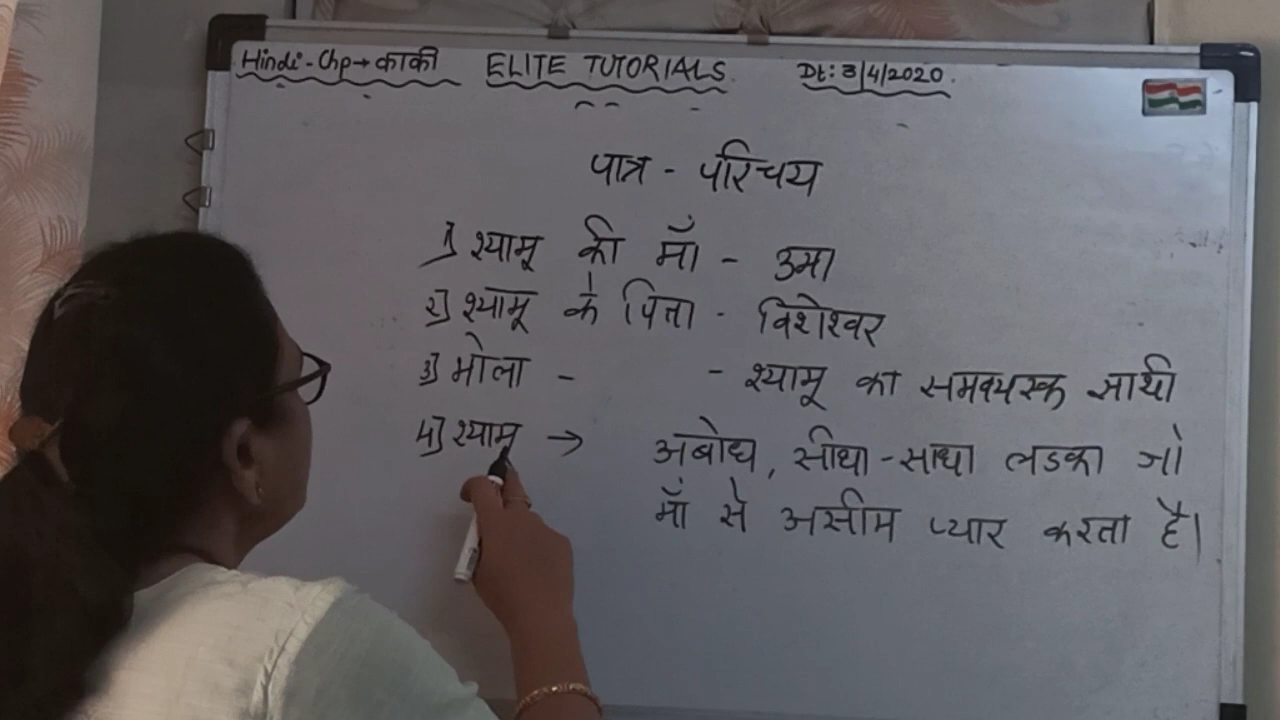 Hindi - Chp → काकी ELITE TUTORIALS Dt: 3/4/2020.
पात्र - परिचय
1) श्यामू की माँ - उमा
2) श्यामू के पिता - विशेश्वर
3) भोला - - श्यामू का समवयस्क साथी
4) श्यामू → अबोध, सीधा-साधा लडका जो
माँ से असीम प्यार करता है।